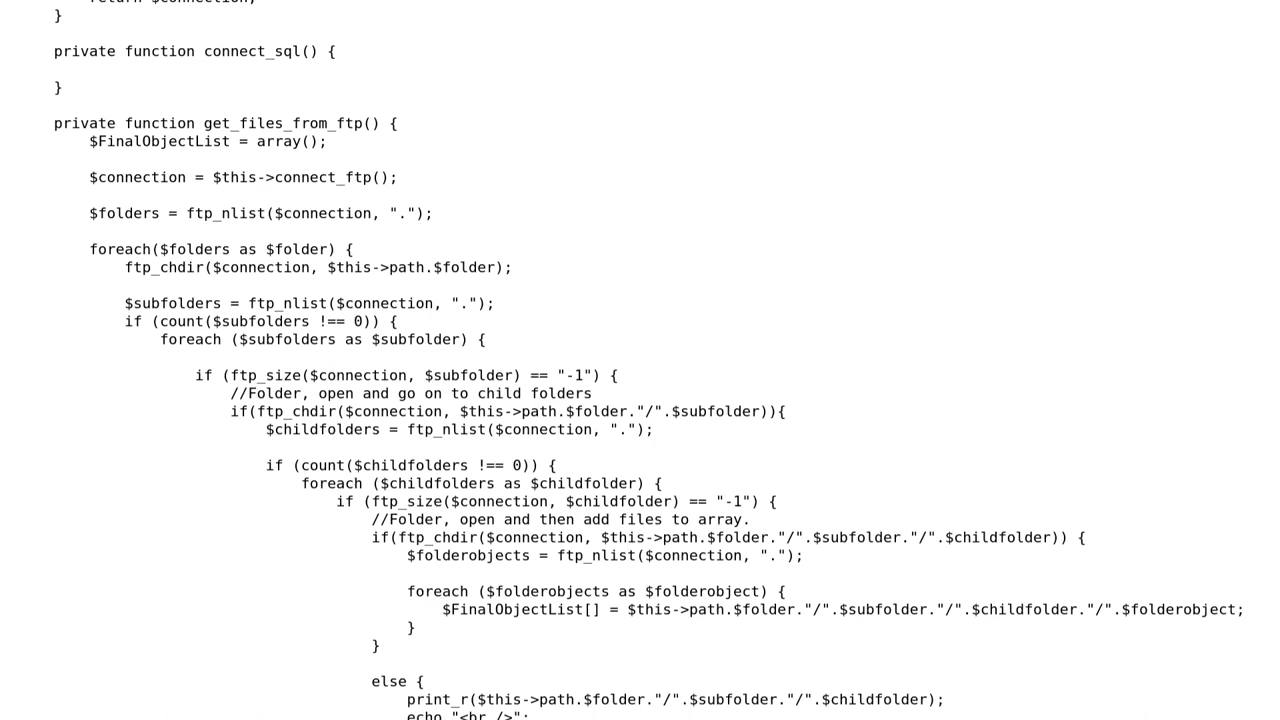 return $connection;
}
private function connect_sql() {
}
private function get_files_from_ftp() {
$FinalObjectList = array();
$connection = $this->connect_ftp();
$folders = ftp_nlist($connection, ".");
foreach($folders as $folder) {
ftp_chdir($connection, $this->path.$folder);
$subfolders = ftp_nlist($connection, ".");
if (count($subfolders !== 0)) {
foreach ($subfolders as $subfolder) {
if (ftp_size($connection, $subfolder) == "-1") {
//Folder, open and go on to child folders
if(ftp_chdir($connection, $this->path.$folder."/".$subfolder)){
$childfolders = ftp_nlist($connection, ".");
if (count($childfolders !== 0)) {
foreach ($childfolders as $childfolder) {
if (ftp_size($connection, $childfolder) == "-1") {
//Folder, open and then add files to array.
if(ftp_chdir($connection, $this->path.$folder."/".$subfolder."/".$childfolder)) {
$folderobjects = ftp_nlist($connection, ".");
foreach ($folderobjects as $folderobject) {
$FinalObjectList[] = $this->path.$folder."/".$subfolder."/".$childfolder."/".$folderobject;
}
}
else {
print_r($this->path.$folder."/".$subfolder."/".$childfolder);
echo "<br />";